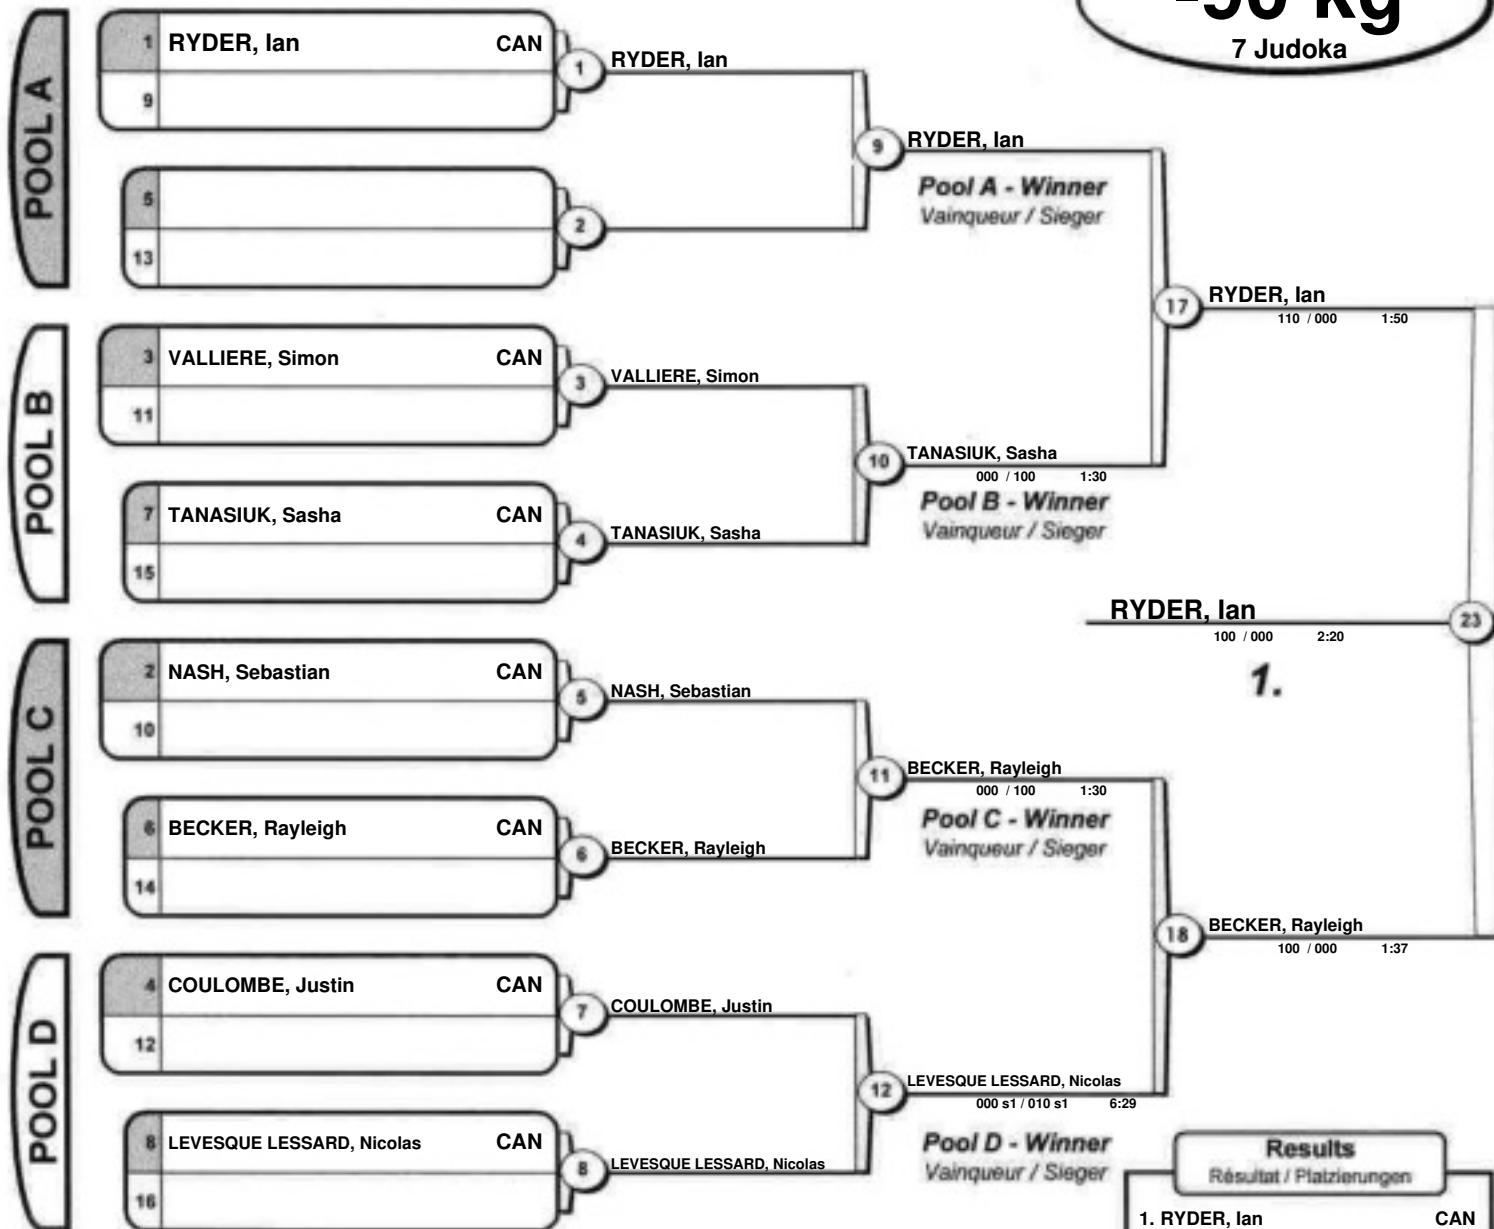 7 Judoka
POOL A
1 RYDER, Ian CAN
9
1 RYDER, Ian
5
13
2
9 RYDER, Ian
Pool A - Winner
Vainqueur / Sieger
POOL B
3 VALLIERE, Simon CAN
11
3 VALLIERE, Simon
7 TANASIUK, Sasha CAN
15
4 TANASIUK, Sasha
10 TANASIUK, Sasha
000 / 100 1:30
Pool B - Winner
Vainqueur / Sieger
17 RYDER, Ian
110 / 000 1:50
RYDER, Ian
23
100 / 000 2:20
1.
POOL C
2 NASH, Sebastian CAN
10
5 NASH, Sebastian
6 BECKER, Rayleigh CAN
14
6 BECKER, Rayleigh
11 BECKER, Rayleigh
000 / 100 1:30
Pool C - Winner
Vainqueur / Sieger
18 BECKER, Rayleigh
100 / 000 1:37
POOL D
4 COULOMBE, Justin CAN
12
7 COULOMBE, Justin
8 LEVESQUE LESSARD, Nicolas CAN
16
8 LEVESQUE LESSARD, Nicolas
12 LEVESQUE LESSARD, Nicolas
000 s1 / 010 s1 6:29
Pool D - Winner
Vainqueur / Sieger
Results
Résultat / Platzierungen
1. RYDER, Ian CAN